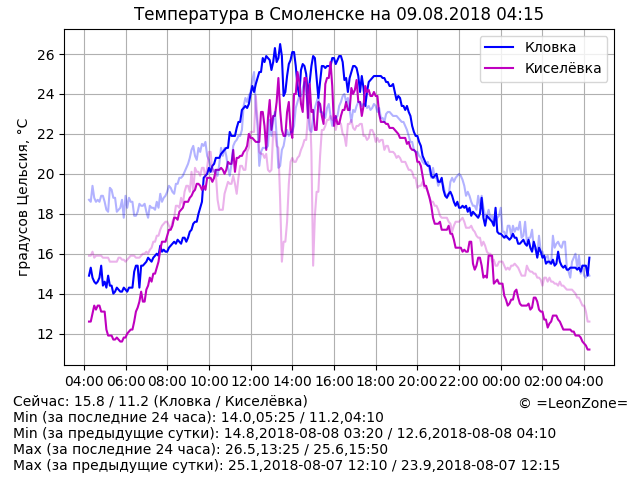 Температура в Смоленске на 09.08.2018 04:15
градусов Цельсия, °C
26
24
22
20
18
16
14
12
Кловка
Киселёвка
04:00 06:00 08:00 10:00 12:00 14:00 16:00 18:00 20:00 22:00 00:00 02:00 04:00
Сейчас: 15.8 / 11.2 (Кловка / Киселёвка)
© =LeonZone=
Min (за последние 24 часа): 14.0,05:25 / 11.2,04:10
Min (за предыдущие сутки): 14.8,2018-08-08 03:20 / 12.6,2018-08-08 04:10
Max (за последние 24 часа): 26.5,13:25 / 25.6,15:50
Max (за предыдущие сутки): 25.1,2018-08-07 12:10 / 23.9,2018-08-07 12:15